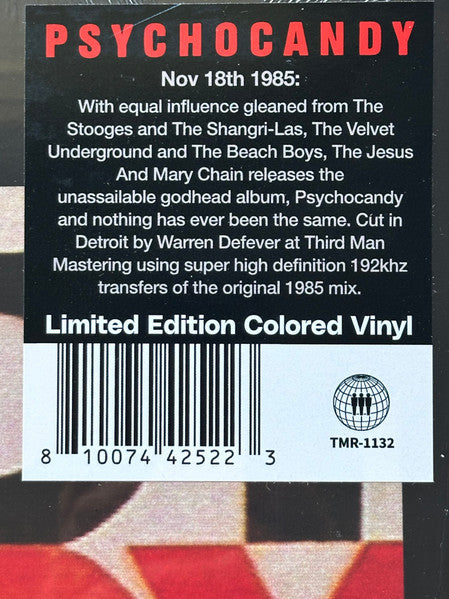 PSYCHOCANDY
Nov 18th 1985:
With equal influence gleaned from The
Stooges and The Shangri-Las, The Velvet
Underground and The Beach Boys, The Jesus
And Mary Chain releases the
unassailable godhead album, Psychocandy
and nothing has ever been the same. Cut in
Detroit by Warren Defever at Third Man
Mastering using super high definition 192khz
transfers of the original 1985 mix.
Limited Edition Colored Vinyl
8 10074 42522 3
TMR-1132